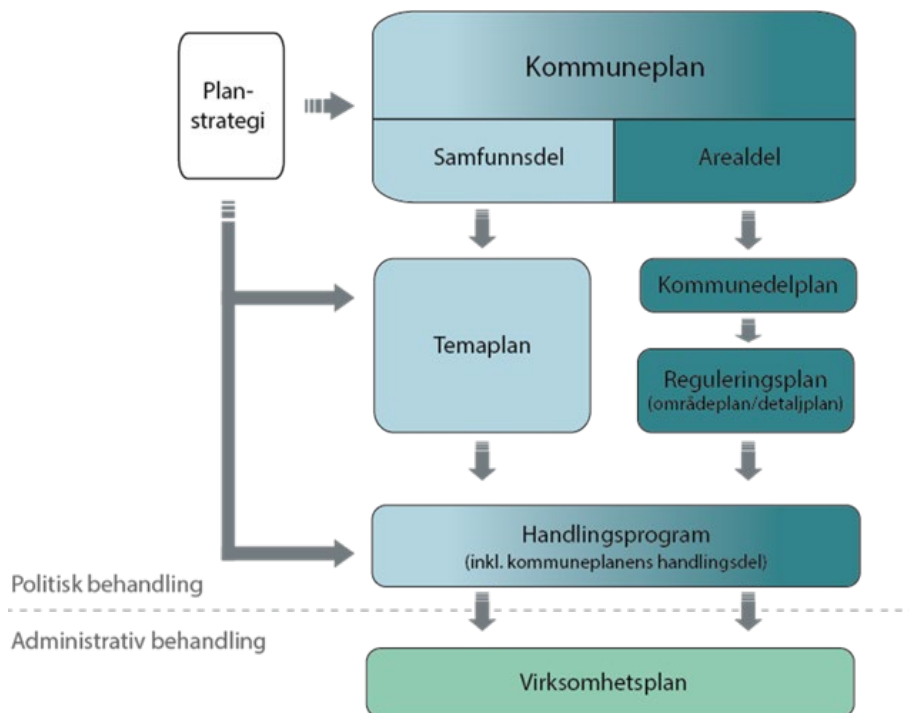 Plan-
strategi
Kommuneplan
Samfunnsdel
Arealdel
Temaplan
Kommunedelplan
Reguleringsplan
(områdeplan/detaljplan)
Handlingsprogram
(inkl. kommuneplanens handlingsdel)
Politisk behandling
Administrativ behandling
Virksomhetsplan